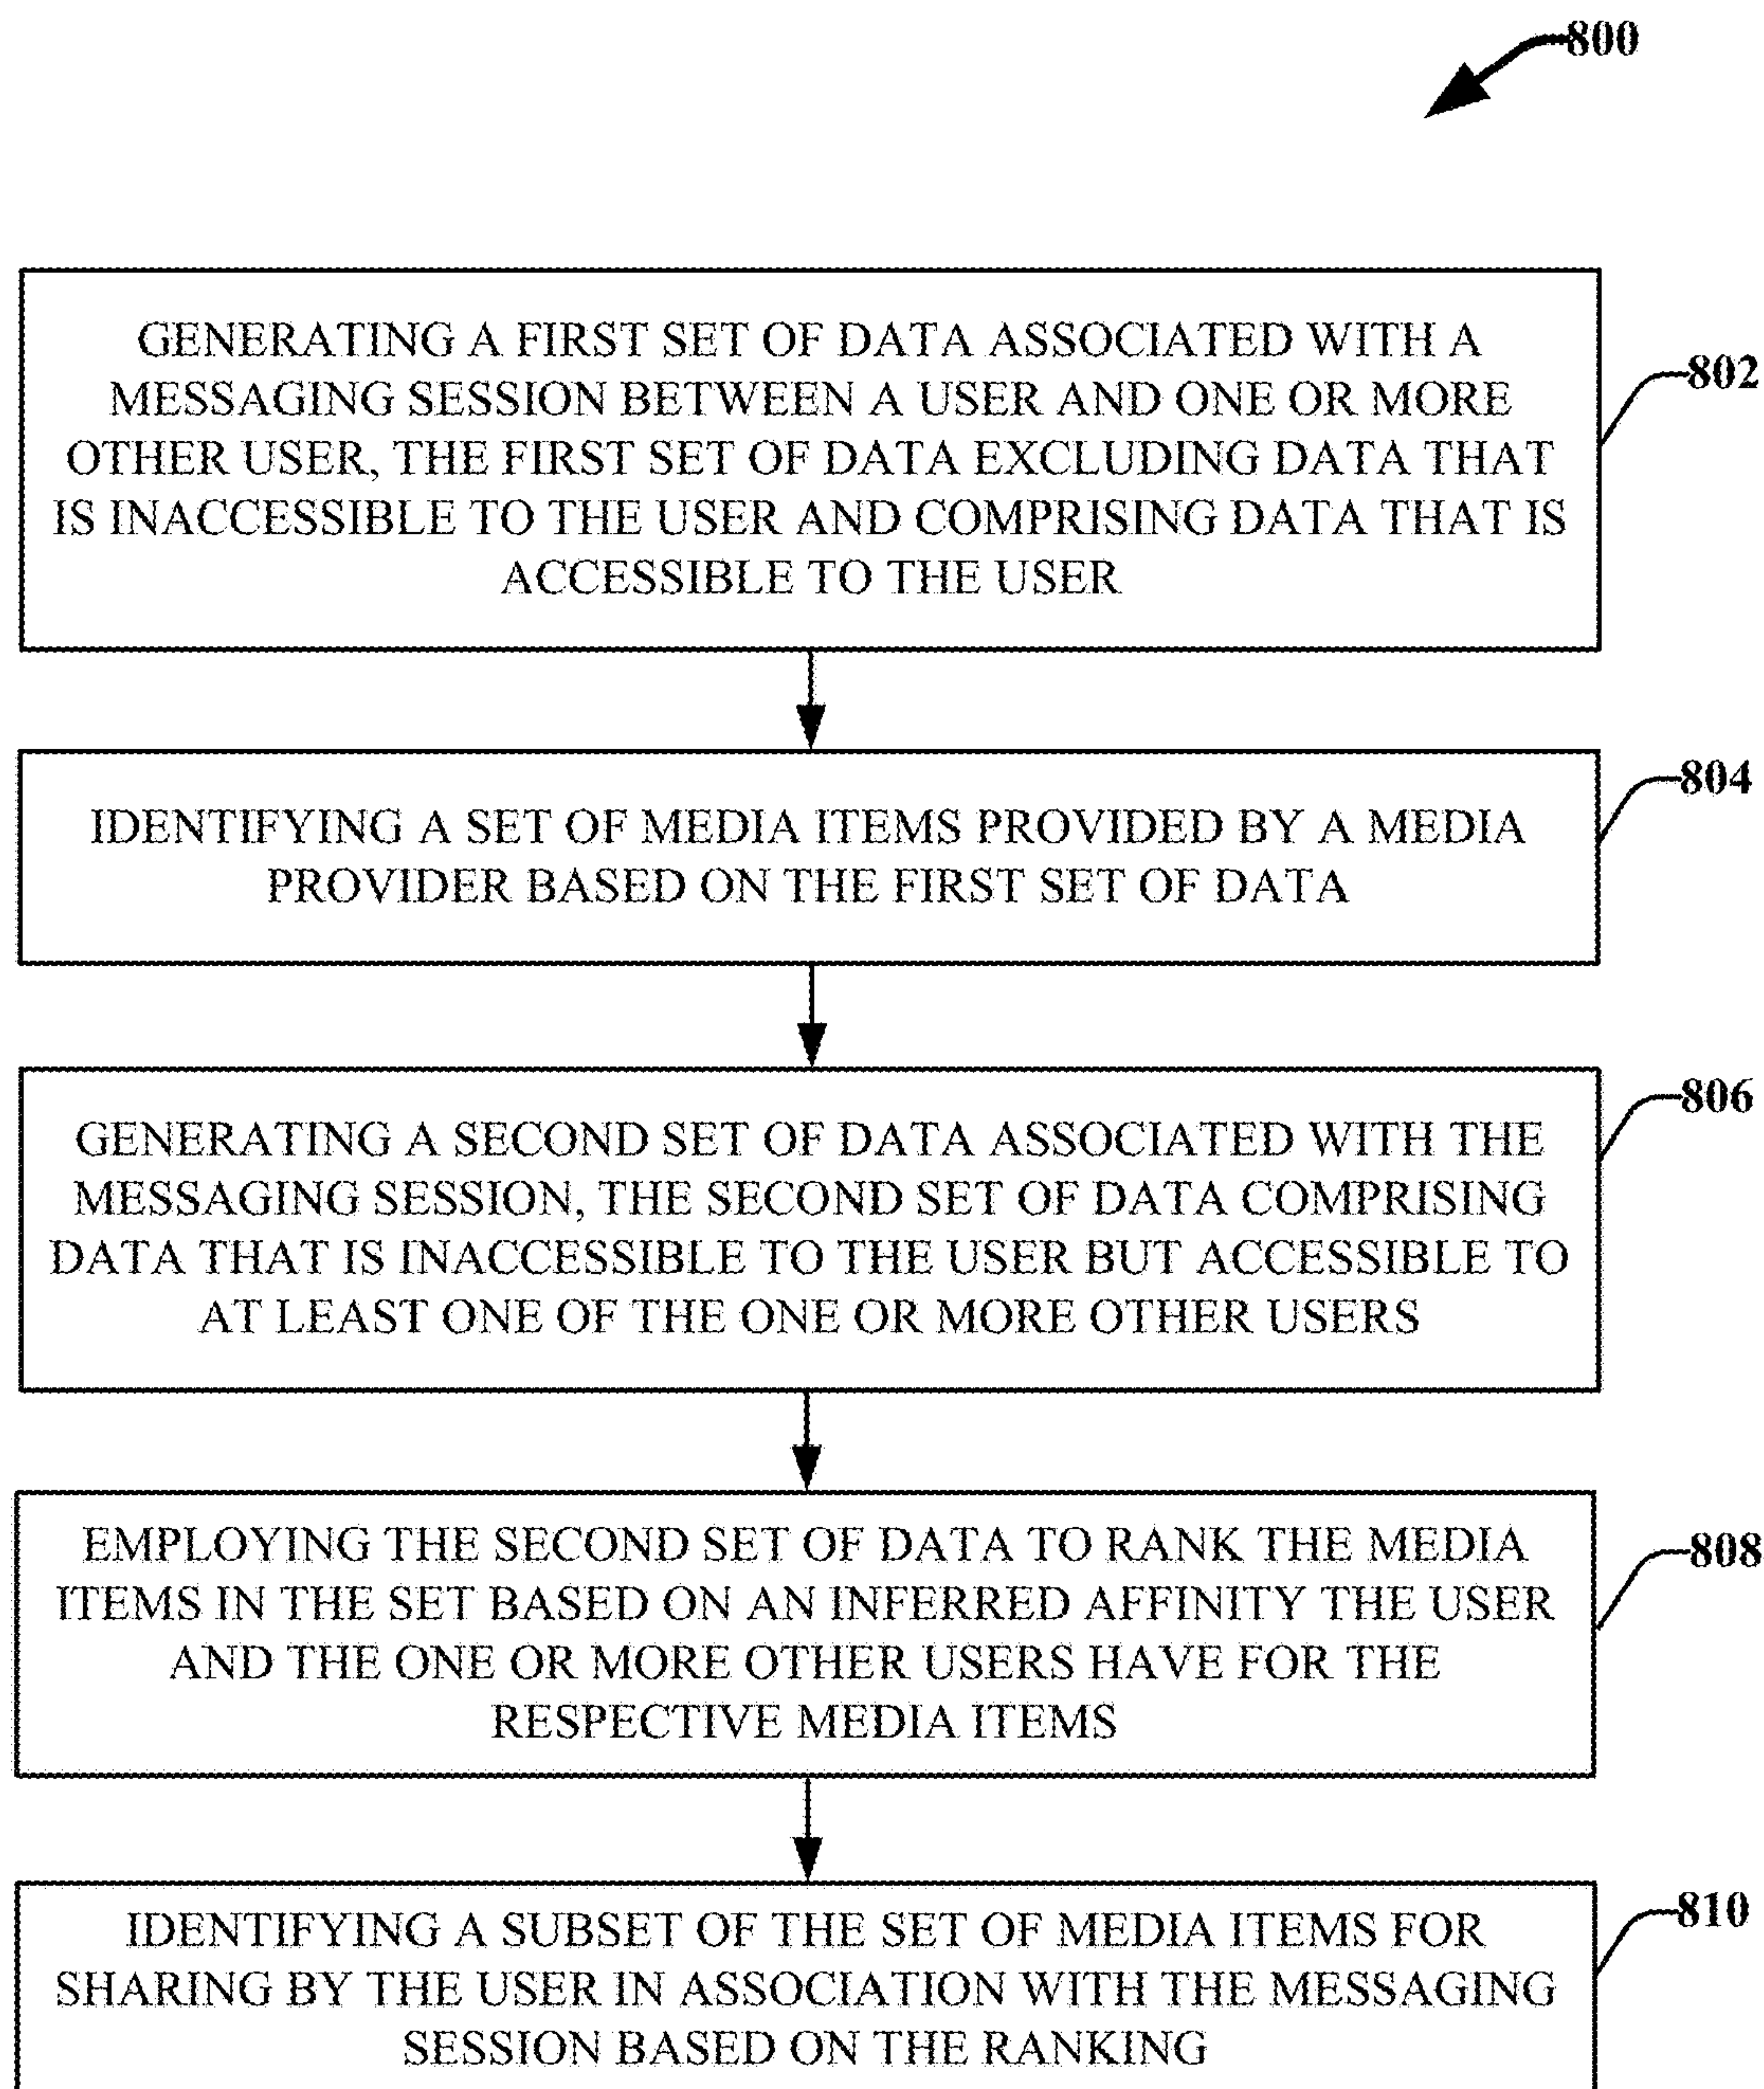 800
GENERATING A FIRST SET OF DATA ASSOCIATED WITH A
MESSAGING SESSION BETWEEN A USER AND ONE OR MORE
OTHER USER, THE FIRST SET OF DATA EXCLUDING DATA THAT
IS INACCESSIBLE TO THE USER AND COMPRISING DATA THAT IS
ACCESSIBLE TO THE USER
802
IDENTIFYING A SET OF MEDIA ITEMS PROVIDED BY A MEDIA
PROVIDER BASED ON THE FIRST SET OF DATA
804
GENERATING A SECOND SET OF DATA ASSOCIATED WITH THE
MESSAGING SESSION, THE SECOND SET OF DATA COMPRISING
DATA THAT IS INACCESSIBLE TO THE USER BUT ACCESSIBLE TO
AT LEAST ONE OF THE ONE OR MORE OTHER USERS
806
EMPLOYING THE SECOND SET OF DATA TO RANK THE MEDIA
ITEMS IN THE SET BASED ON AN INFERRED AFFINITY THE USER
AND THE ONE OR MORE OTHER USERS HAVE FOR THE
RESPECTIVE MEDIA ITEMS
808
IDENTIFYING A SUBSET OF THE SET OF MEDIA ITEMS FOR
SHARING BY THE USER IN ASSOCIATION WITH THE MESSAGING
SESSION BASED ON THE RANKING
810